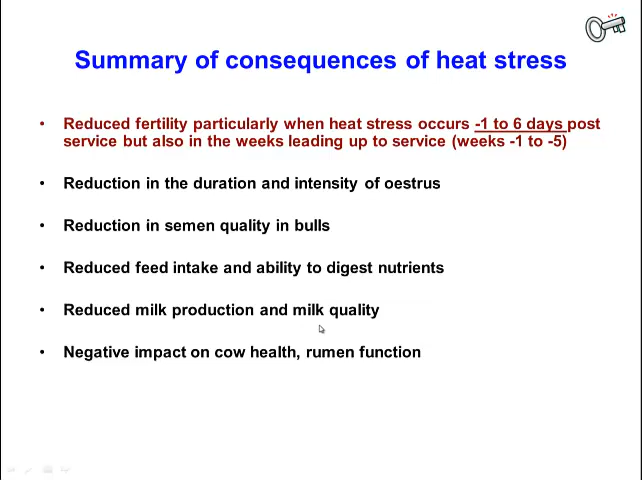 Summary of consequences of heat stress
• Reduced fertility particularly when heat stress occurs -1 to 6 days post
service but also in the weeks leading up to service (weeks -1 to -5)
• Reduction in the duration and intensity of oestrus
• Reduction in semen quality in bulls
• Reduced feed intake and ability to digest nutrients
• Reduced milk production and milk quality
• Negative impact on cow health, rumen function